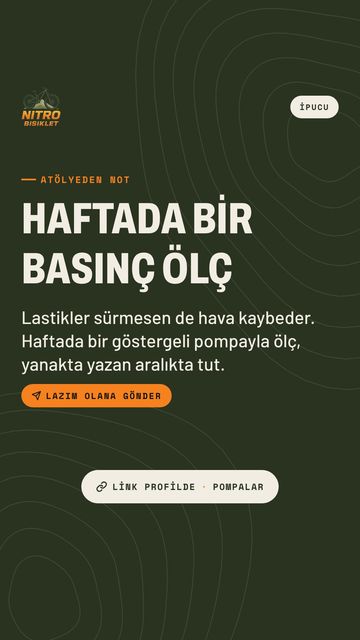 NITRO
BISIKLET
İPUCU
ATÖLYEDEN NOT
HAFTADA BİR
BASINÇ ÖLÇ
Lastikler sürmesen de hava kaybeder.
Haftada bir göstergeli pompayla ölç,
yanakta yazan aralıkta tut.
LAZIM OLANA GÖNDER
LİNK PROFİLDE · POMPALAR